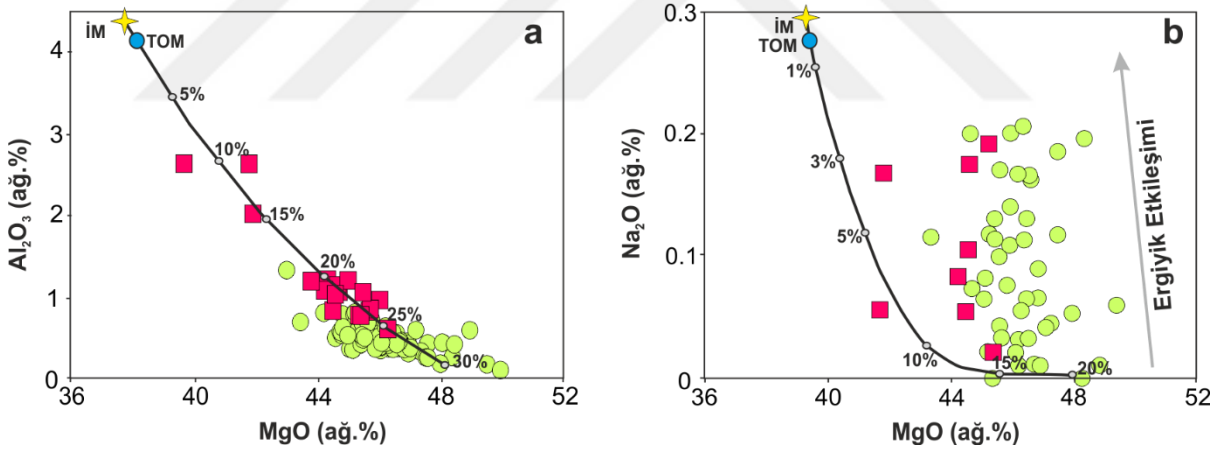 a
Al₂O₃ (ağ.%)
4
3
2
1
0
İM
TOM
5%
10%
15%
20%
25%
30%
36
40
44
48
52
MgO (ağ.%)
b
Na₂O (ağ.%)
0.3
0.2
0.1
0
İM
TOM
1%
3%
5%
10%
15%
20%
Ergiyik Etkileşimi
36
40
44
48
52
MgO (ağ.%)